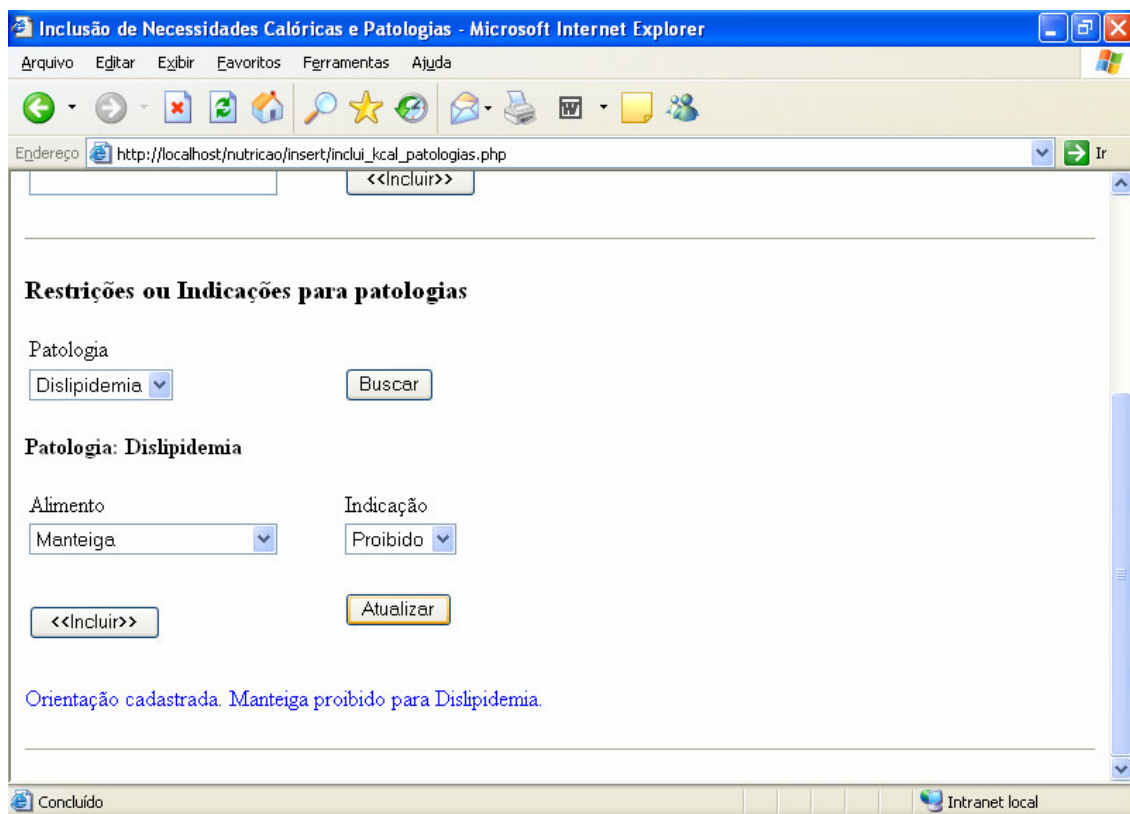 Inclusão de Necessidades Calóricas e Patologias - Microsoft Internet Explorer
Arquivo Editar Exibir Favoritos Ferramentas Ajuda
Endereço http://localhost/nutricao/insert/inclui_kcal_patologias.php Ir
<<Incluir>>
Restrições ou Indicações para patologias
Patologia
Dislipidemia Buscar
Patologia: Dislipidemia
Alimento Indicação
Manteiga Proibido
<<Incluir>> Atualizar
Orientação cadastrada. Manteiga proibido para Dislipidemia.
Concluído Intranet local